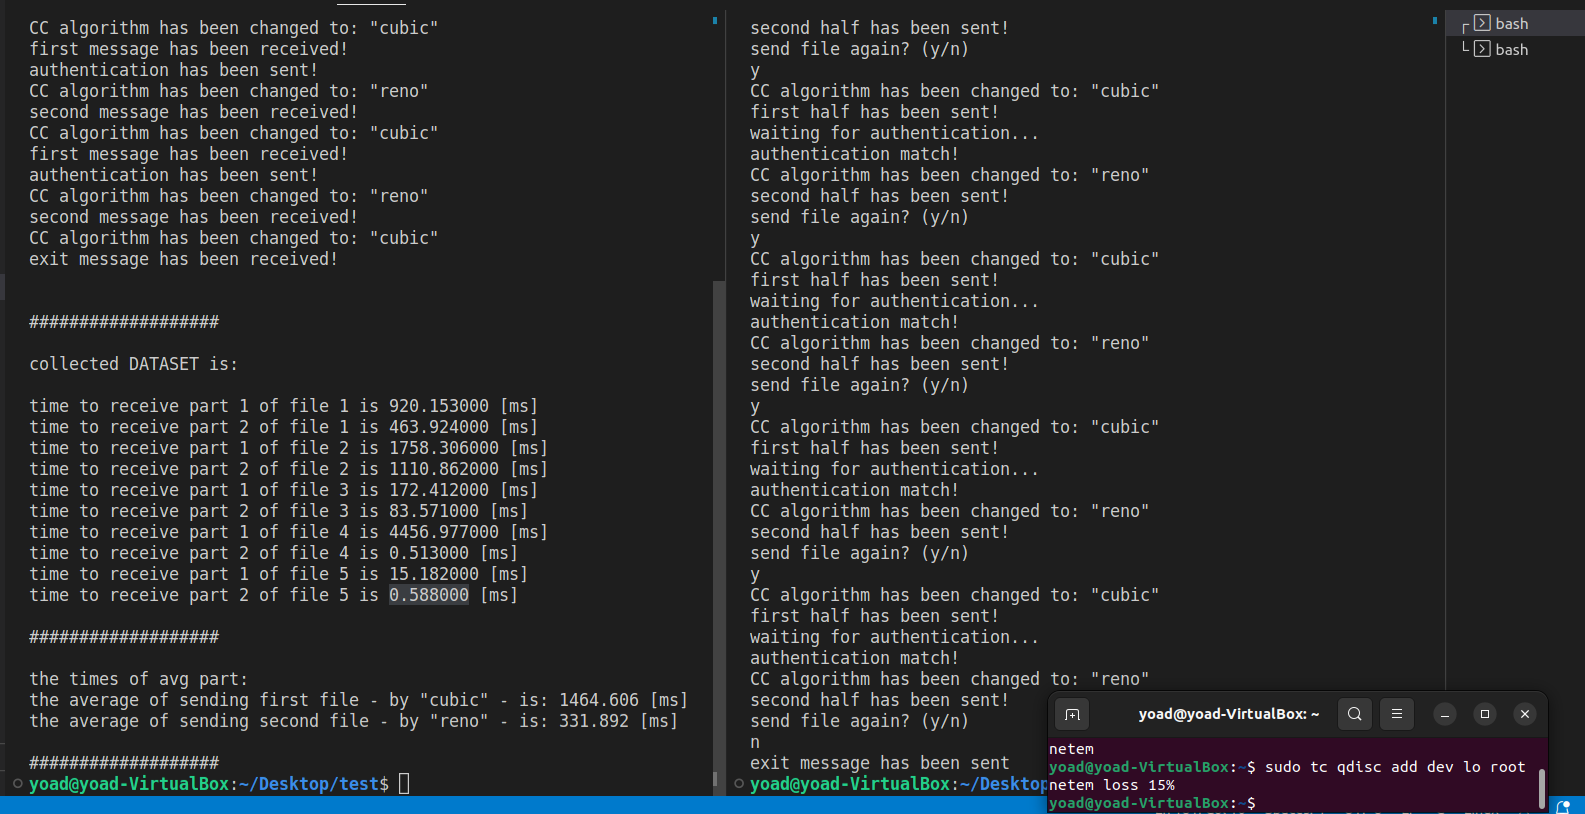 CC algorithm has been changed to: "cubic"
first message has been received!
authentication has been sent!
CC algorithm has been changed to: "reno"
second message has been received!
CC algorithm has been changed to: "cubic"
first message has been received!
authentication has been sent!
CC algorithm has been changed to: "reno"
second message has been received!
CC algorithm has been changed to: "cubic"
exit message has been received!
###################
collected DATASET is:
time to receive part 1 of file 1 is 920.153000 [ms]
time to receive part 2 of file 1 is 463.924000 [ms]
time to receive part 1 of file 2 is 1758.306000 [ms]
time to receive part 2 of file 2 is 1110.862000 [ms]
time to receive part 1 of file 3 is 172.412000 [ms]
time to receive part 2 of file 3 is 83.571000 [ms]
time to receive part 1 of file 4 is 4456.977000 [ms]
time to receive part 2 of file 4 is 0.513000 [ms]
time to receive part 1 of file 5 is 15.182000 [ms]
time to receive part 2 of file 5 is 0.588000 [ms]
###################
the times of avg part:
the average of sending first file - by "cubic" - is: 1464.606 [ms]
the average of sending second file - by "reno" - is: 331.892 [ms]
###################
yoad@yoad-VirtualBox:~/Desktop/test$
second half has been sent!
send file again? (y/n)
y
CC algorithm has been changed to: "cubic"
first half has been sent!
waiting for authentication...
authentication match!
CC algorithm has been changed to: "reno"
second half has been sent!
send file again? (y/n)
y
CC algorithm has been changed to: "cubic"
first half has been sent!
waiting for authentication...
authentication match!
CC algorithm has been changed to: "reno"
second half has been sent!
send file again? (y/n)
y
CC algorithm has been changed to: "cubic"
first half has been sent!
waiting for authentication...
authentication match!
CC algorithm has been changed to: "reno"
second half has been sent!
send file again? (y/n)
y
CC algorithm has been changed to: "cubic"
first half has been sent!
waiting for authentication...
authentication match!
CC algorithm has been changed to: "reno"
second half has been sent!
send file again? (y/n)
n
exit message has been sent
yoad@yoad-VirtualBox:~/Desktop
bash
bash
yoad@yoad-VirtualBox: ~
netem
yoad@yoad-VirtualBox:~$ sudo tc qdisc add dev lo root
netem loss 15%
yoad@yoad-VirtualBox:~$